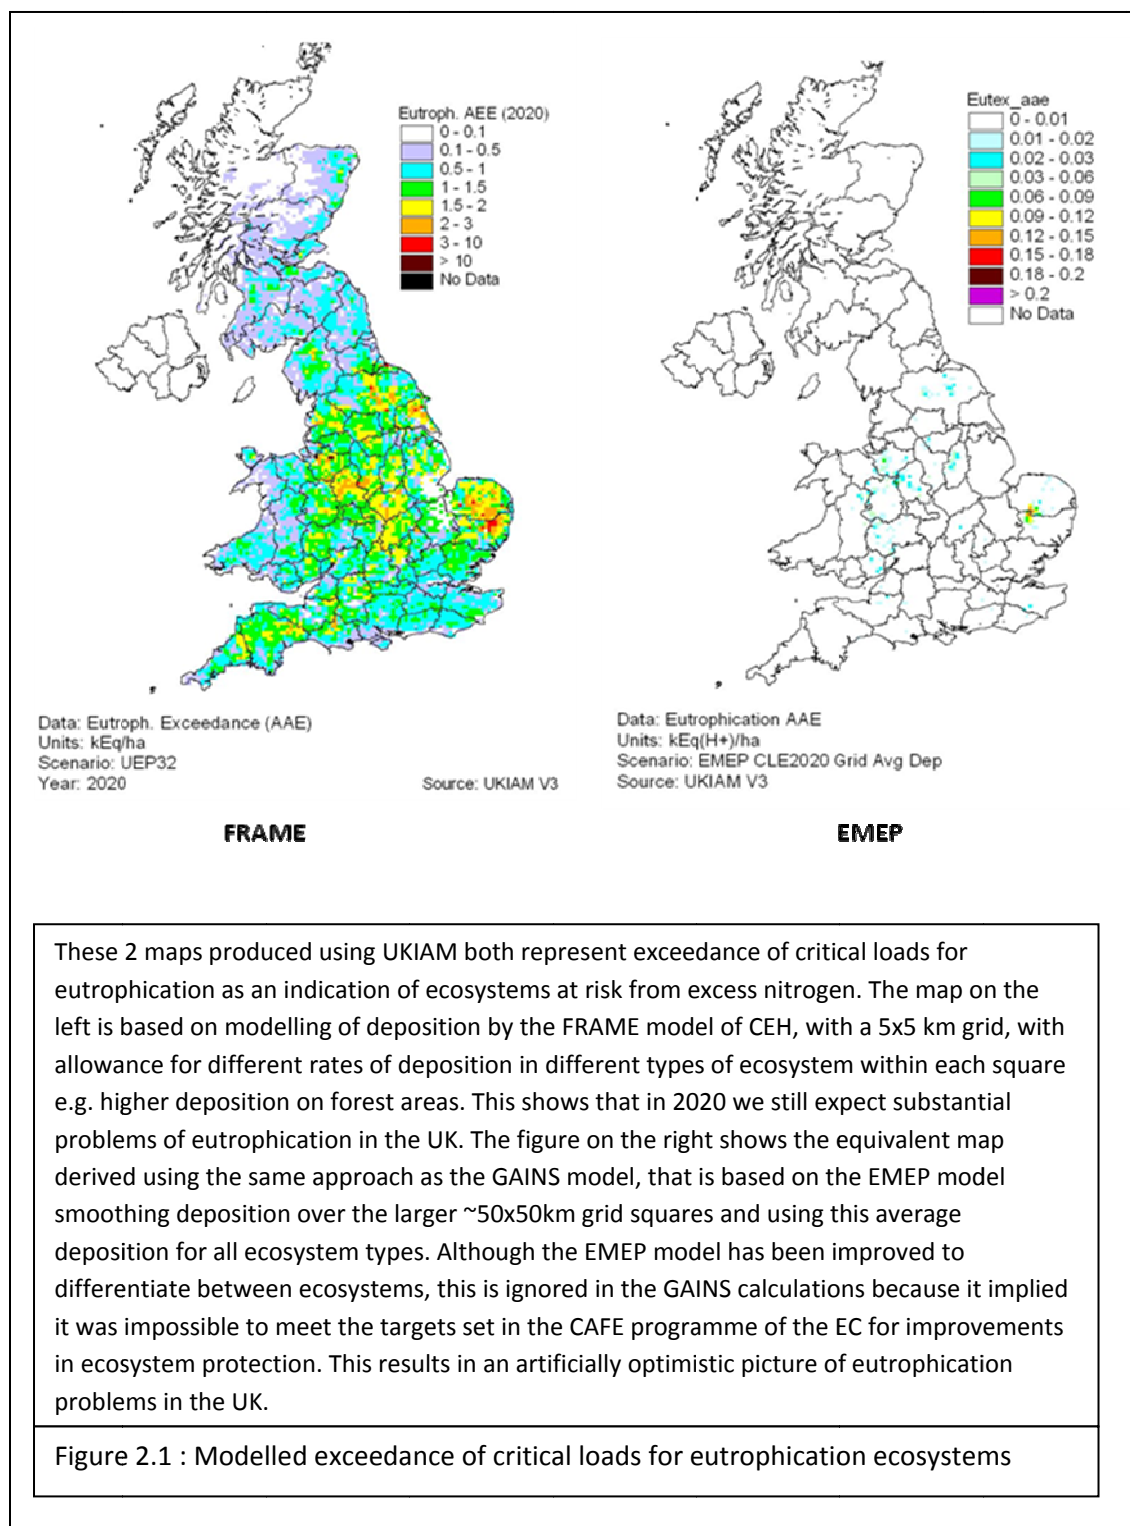 Eutroph. AEE (2020)
0 - 0.1
0.1 - 0.5
0.5 - 1
1 - 1.5
1.5 - 2
2 - 3
3 - 10
> 10
No Data
Eutex_aae
0 - 0.01
0.01 - 0.02
0.02 - 0.03
0.03 - 0.06
0.06 - 0.09
0.09 - 0.12
0.12 - 0.15
0.15 - 0.18
0.18 - 0.2
> 0.2
No Data
Data: Eutroph. Exceedance (AAE)
Units: kEq/ha
Scenario: UEP32
Year: 2020
Source: UKIAM V3
Data: Eutrophication AAE
Units: kEq(H+)/ha
Scenario: EMEP CLE2020 Grid Avg Dep
Source: UKIAM V3
FRAME
EMEP
These 2 maps produced using UKIAM both represent exceedance of critical loads for
eutrophication as an indication of ecosystems at risk from excess nitrogen. The map on the
left is based on modelling of deposition by the FRAME model of CEH, with a 5x5 km grid, with
allowance for different rates of deposition in different types of ecosystem within each square
e.g. higher deposition on forest areas. This shows that in 2020 we still expect substantial
problems of eutrophication in the UK. The figure on the right shows the equivalent map
derived using the same approach as the GAINS model, that is based on the EMEP model
smoothing deposition over the larger ~50x50km grid squares and using this average
deposition for all ecosystem types. Although the EMEP model has been improved to
differentiate between ecosystems, this is ignored in the GAINS calculations because it implied
it was impossible to meet the targets set in the CAFE programme of the EC for improvements
in ecosystem protection. This results in an artificially optimistic picture of eutrophication
problems in the UK.
Figure 2.1 : Modelled exceedance of critical loads for eutrophication ecosystems